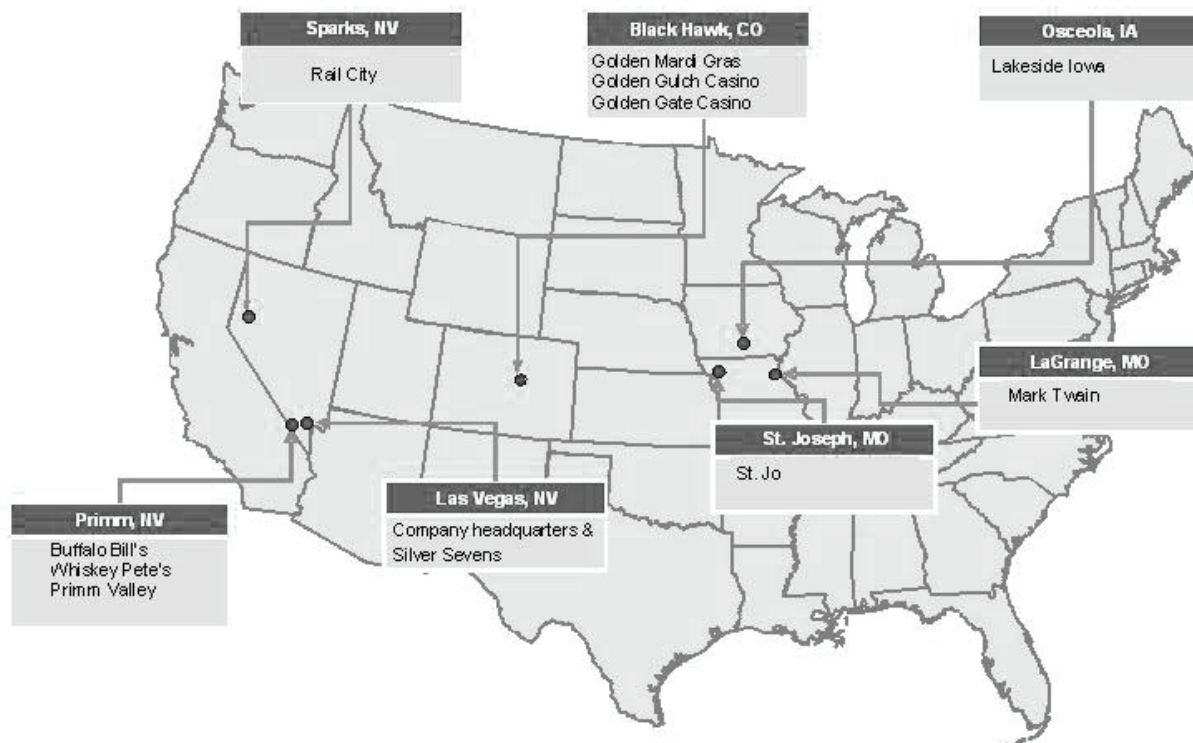 Sparks, NV
Rail City
Black Hawk, CO
Golden Mardi Gras
Golden Gulch Casino
Golden Gate Casino
Osceola, IA
Lakeside Iowa
LaGrange, MO
Mark Twain
St. Joseph, MO
St. Jo
Las Vegas, NV
Company headquarters &
Silver Sevens
Primm, NV
Buffalo Bill's
Whiskey Pete's
Primm Valley